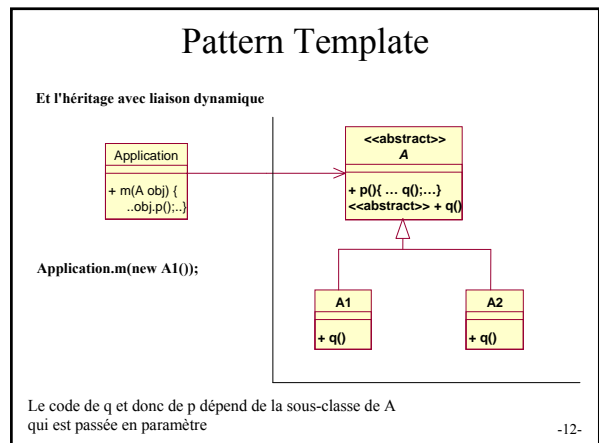 Pattern Template
Et l'héritage avec liaison dynamique
Application
+ m(A obj) {
..obj.p();..}
<<abstract>>
A
+ p(){ ... q();...}
<<abstract>> + q()
Application.m(new A1());
A1
+ q()
A2
+ q()
Le code de q et donc de p dépend de la sous-classe de A
qui est passée en paramètre
-12-